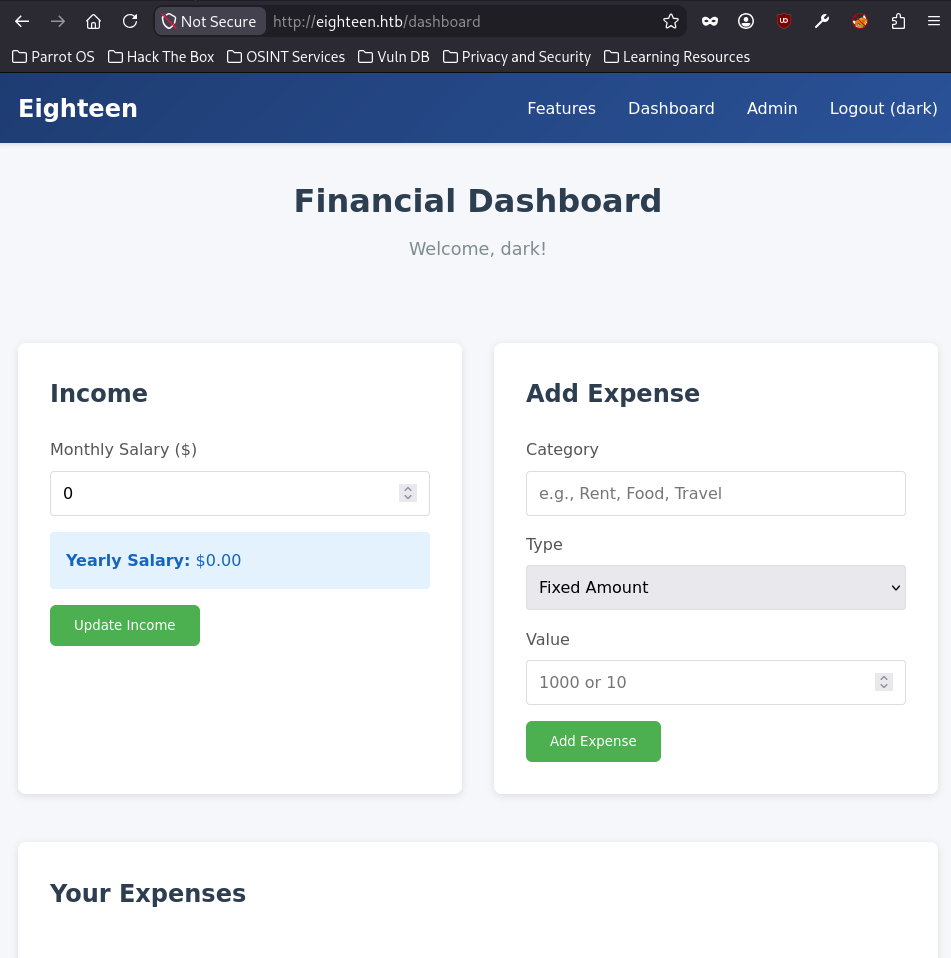 Not Secure http://eighteen.htb/dashboard
Parrot OS Hack The Box OSINT Services Vuln DB Privacy and Security Learning Resources
Eighteen Features Dashboard Admin Logout (dark)
Financial Dashboard
Welcome, dark!
Income
Monthly Salary ($)
0
Yearly Salary: $0.00
Update Income
Add Expense
Category
e.g., Rent, Food, Travel
Type
Fixed Amount
Value
1000 or 10
Add Expense
Your Expenses